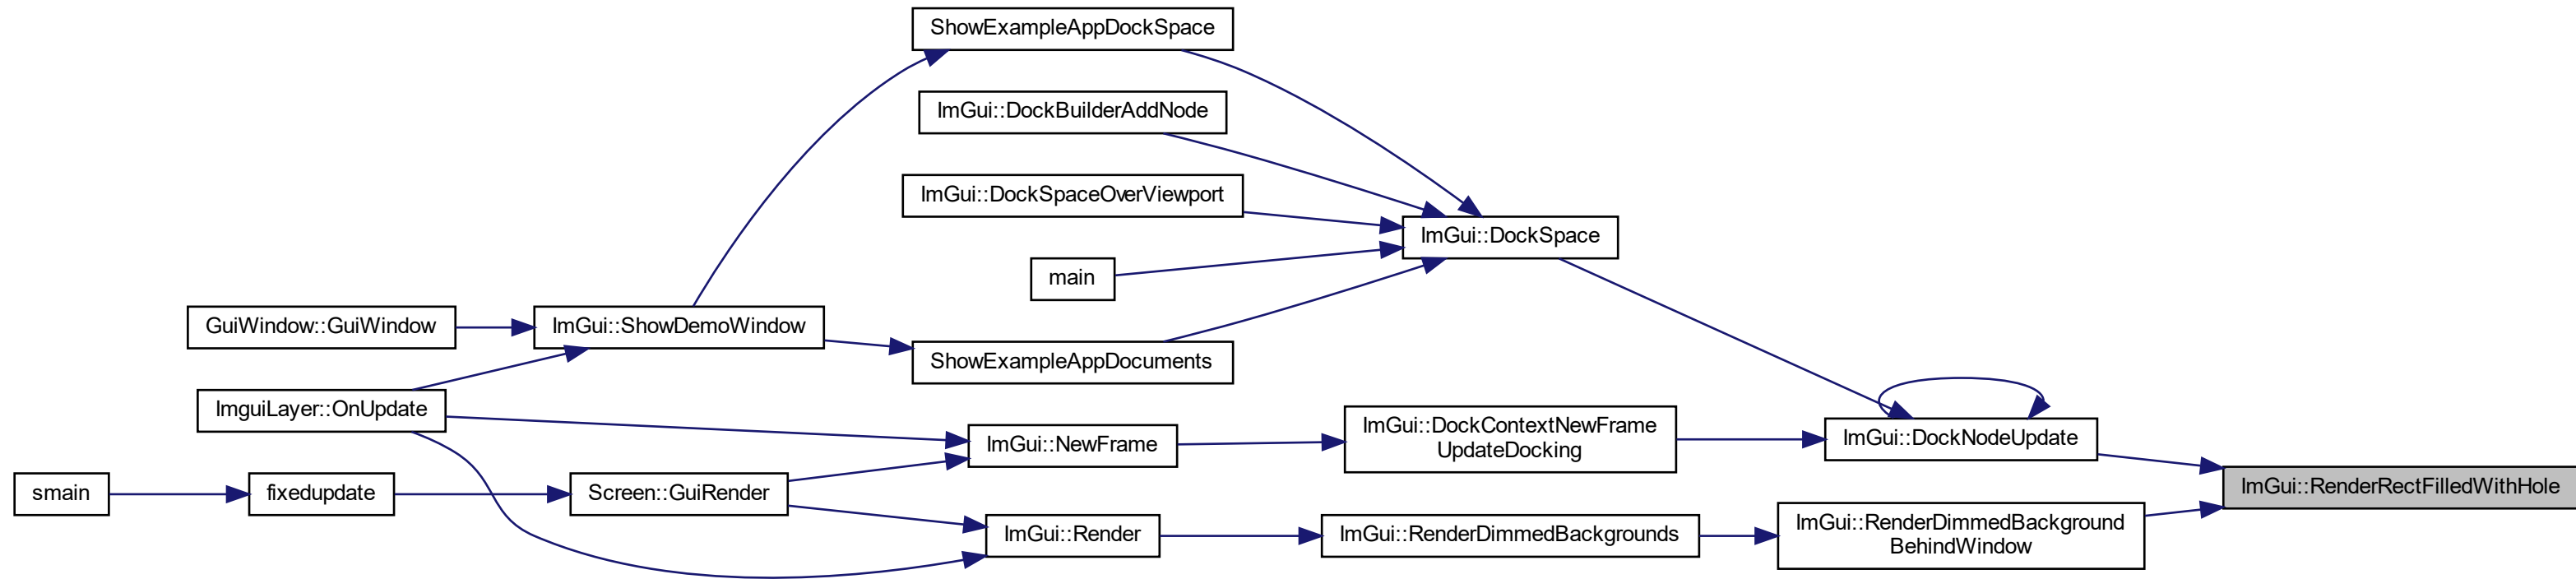 ShowExampleAppDockSpace
ImGui::DockBuilderAddNode
ImGui::DockSpaceOverViewport
ImGui::DockSpace
main
GuiWindow::GuiWindow
ImGui::ShowDemoWindow
ShowExampleAppDocuments
ImguiLayer::OnUpdate
ImGui::NewFrame
ImGui::DockContextNewFrame
UpdateDocking
ImGui::DockNodeUpdate
smain
fixedupdate
Screen::GuiRender
ImGui::RenderRectFilledWithHole
ImGui::Render
ImGui::RenderDimmedBackgrounds
ImGui::RenderDimmedBackground
BehindWindow